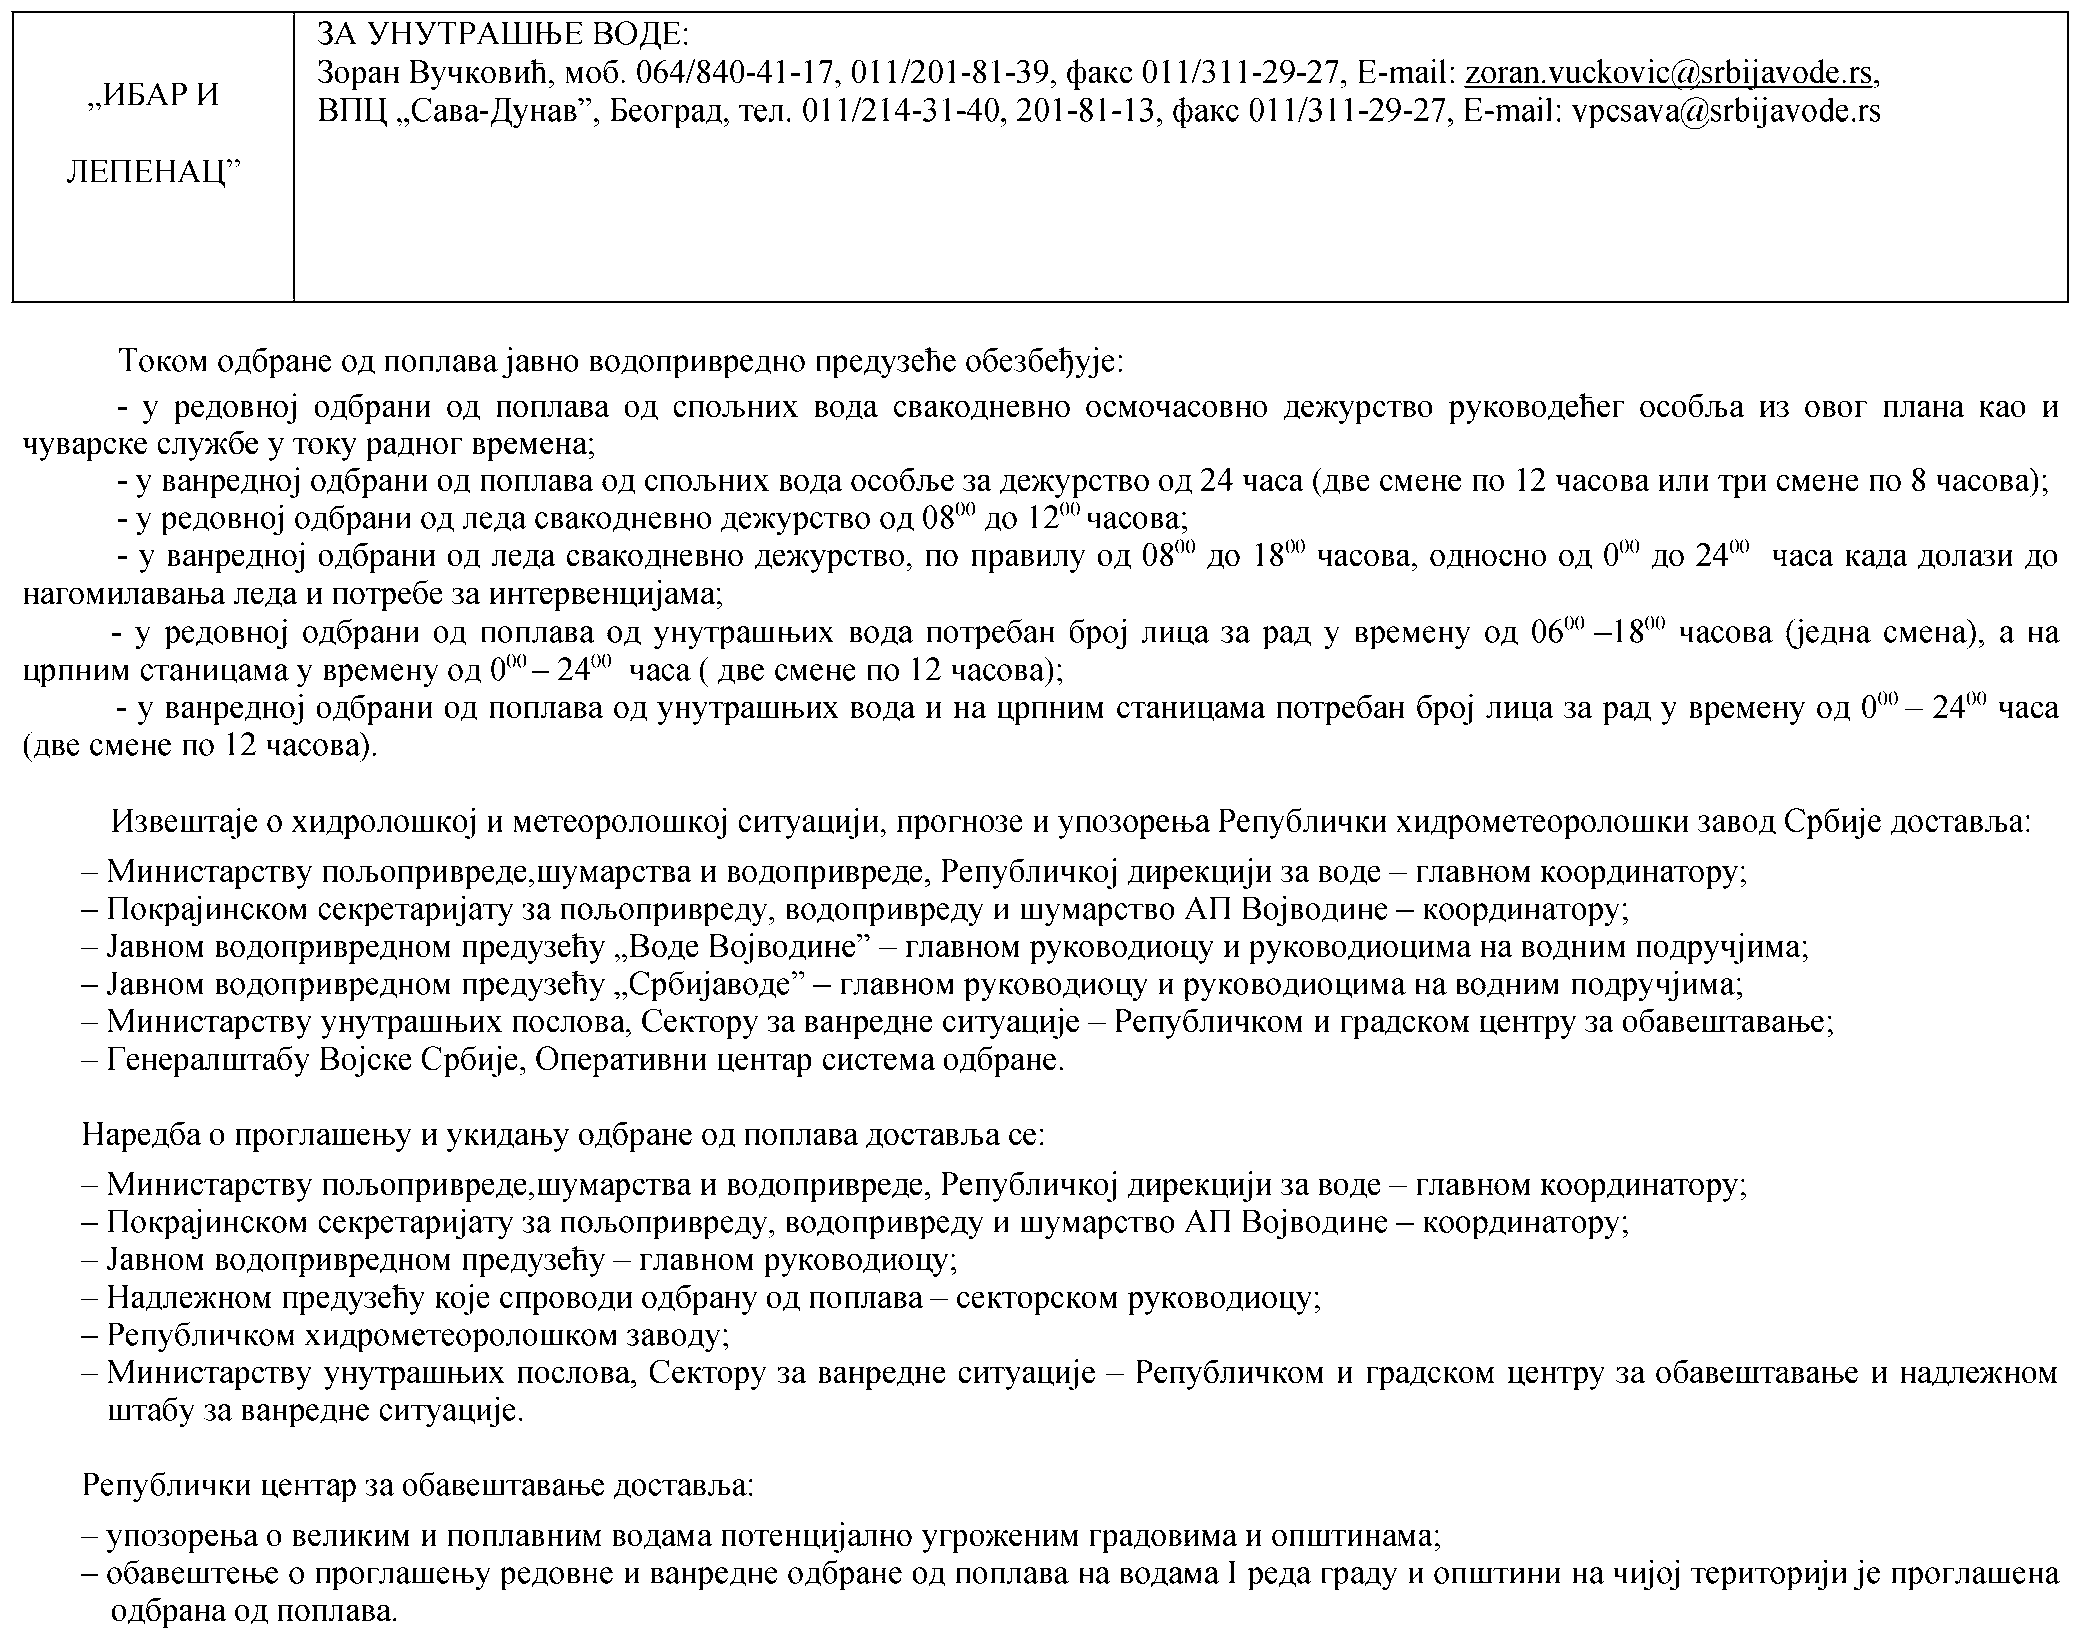 „ИБАР И
ЛЕПЕНАЦ”
ЗА УНУТРАШЊЕ ВОДЕ:
Зоран Вучковић, моб. 064/840-41-17, 011/201-81-39, факс 011/311-29-27, E-mail: zoran.vuckovic@srbijavode.rs,
ВПЦ „Сава-Дунав”, Београд, тел. 011/214-31-40, 201-81-13, факс 011/311-29-27, E-mail: vpcsava@srbijavode.rs
Током одбране од поплава јавно водопривредно предузеће обезбеђује:
- у редовној одбрани од поплава од спољних вода свакодневно осмочасовно дежурство руководећег особља из овог плана као и
чуварске службе у току радног времена;
- у ванредној одбрани од поплава од спољних вода особље за дежурство од 24 часа (две смене по 12 часова или три смене по 8 часова);
- у редовној одбрани од леда свакодневно дежурство од 08⁰⁰ до 12⁰⁰ часова;
- у ванредној одбрани од леда свакодневно дежурство, по правилу од 08⁰⁰ до 18⁰⁰ часова, односно од 0⁰⁰ до 24⁰⁰ часа када долази до
нагомилавања леда и потребе за интервенцијама;
- у редовној одбрани од поплава од унутрашњих вода потребан број лица за рад у времену од 06⁰⁰ –18⁰⁰ часова (једна смена), а на
црпним станицама у времену од 0⁰⁰ – 24⁰⁰ часа ( две смене по 12 часова);
- у ванредној одбрани од поплава од унутрашњих вода и на црпним станицама потребан број лица за рад у времену од 0⁰⁰ – 24⁰⁰ часа
(две смене по 12 часова).
Извештаје о хидролошкој и метеоролошкој ситуацији, прогнозе и упозорења Републички хидрометеоролошки завод Србије доставља:
– Министарству пољопривреде,шумарства и водопривреде, Републичкој дирекцији за воде – главном координатору;
– Покрајинском секретаријату за пољопривреду, водопривреду и шумарство АП Војводине – координатору;
– Јавном водопривредном предузећу „Воде Војводине” – главном руководиоцу и руководиоцима на водним подручјима;
– Јавном водопривредном предузећу „Србијаводе” – главном руководиоцу и руководиоцима на водним подручјима;
– Министарству унутрашњих послова, Сектору за ванредне ситуације – Републичком и градском центру за обавештавање;
– Генералштабу Војске Србије, Оперативни центар система одбране.
Наредба о проглашењу и укидању одбране од поплава доставља се:
– Министарству пољопривреде,шумарства и водопривреде, Републичкој дирекцији за воде – главном координатору;
– Покрајинском секретаријату за пољопривреду, водопривреду и шумарство АП Војводине – координатору;
– Јавном водопривредном предузећу – главном руководиоцу;
– Надлежном предузећу које спроводи одбрану од поплава – секторском руководиоцу;
– Републичком хидрометеоролошком заводу;
– Министарству унутрашњих послова, Сектору за ванредне ситуације – Републичком и градском центру за обавештавање и надлежном
штабу за ванредне ситуације.
Републички центар за обавештавање доставља:
– упозорења о великим и поплавним водама потенцијално угроженим градовима и општинама;
– обавештење о проглашењу редовне и ванредне одбране од поплава на водама I реда граду и општини на чијој територији је проглашена
одбрана од поплава.